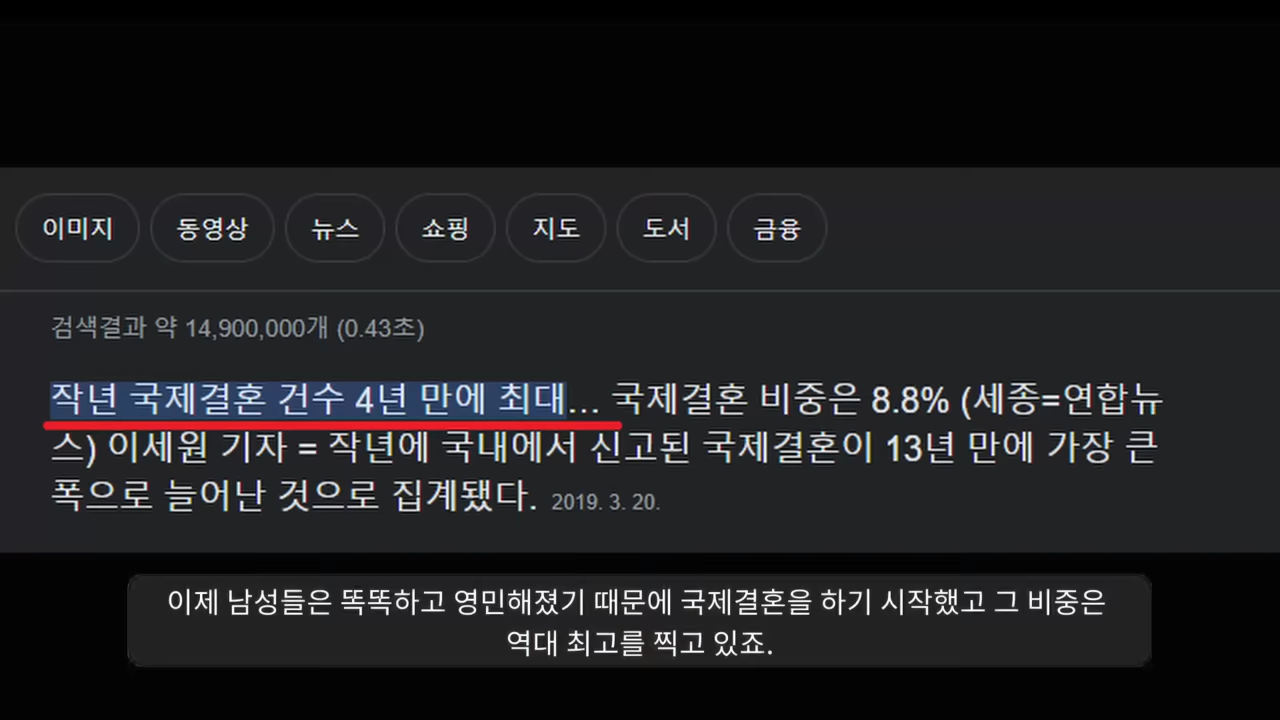 이미지 동영상 뉴스 쇼핑 지도 도서 금융
검색결과 약 14,900,000개 (0.43초)
작년 국제결혼 건수 4년 만에 최대... 국제결혼 비중은 8.8% (세종=연합뉴
스) 이세원 기자 = 작년에 국내에서 신고된 국제결혼이 13년 만에 가장 큰
폭으로 늘어난 것으로 집계됐다. 2019. 3. 20.
이제 남성들은 똑똑하고 영민해졌기 때문에 국제결혼을 하기 시작했고 그 비중은
역대 최고를 찍고 있죠.